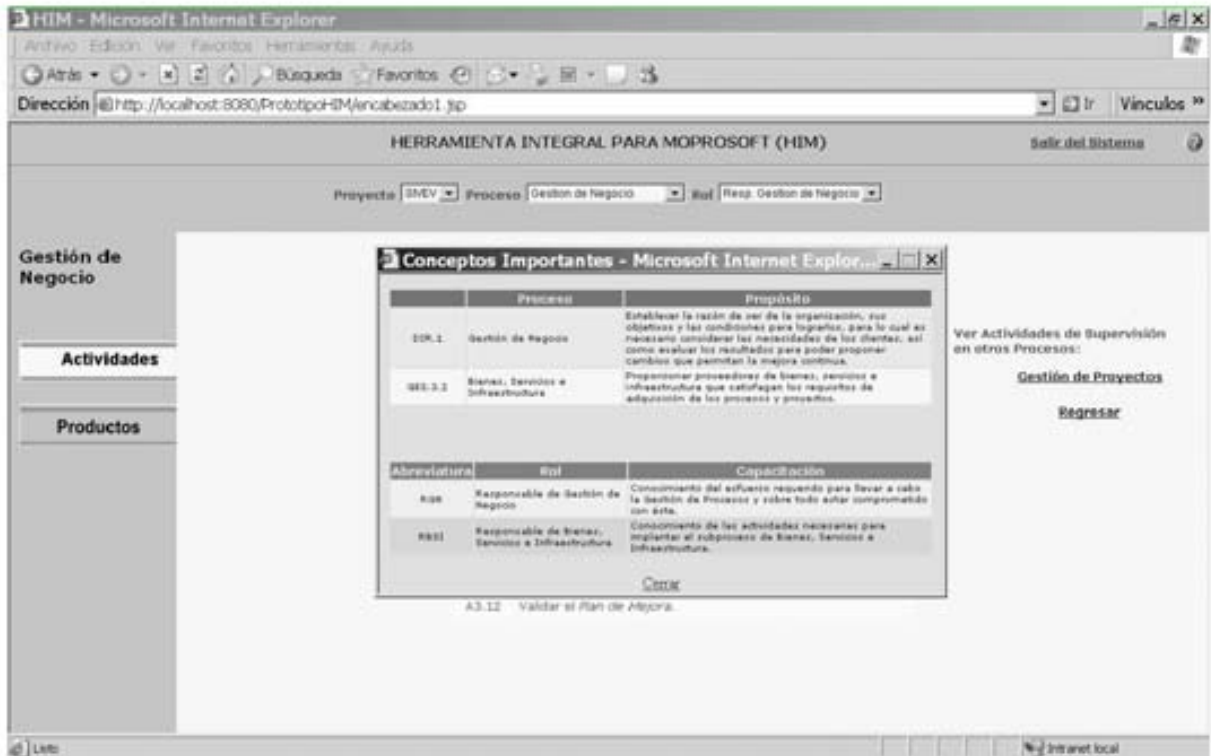 HIM - Microsoft Internet Explorer
Archivo Edición Ver Favoritos Herramientas Ayuda
Atrás Búsqueda Favoritos
Dirección http://localhost:8080/PrototipoHIM/encabezado1.jsp Ir Vínculos »
HERRAMIENTA INTEGRAL PARA MOPROSOFT (HIM) Salir del Sistema
Proyecto Proceso Gestion de Negocio Rol Resp. Gestion de Negocio
Gestión de
Negocio
Actividades
Productos
Conceptos Importantes - Microsoft Internet Explor...
Proceso Propósito
DIR.1 Gestión de Negocio
Establecer la razón de ser de la organización, sus
objetivos y las condiciones para lograrlos, para lo cual es
necesario considerar las necesidades de los clientes, así
como evaluar los resultados para poder proponer
cambios que permitan la mejora continua.
GES.3.2 Bienes, Servicios e
Infraestructura
Proporcionar proveedores de bienes, servicios e
infraestructura que satisfagan los requisitos de
adquisición de los procesos y proyectos.
Abreviatura Rol Capacitación
Responsable de Gestión de
Negocio
Conocimiento del esfuerzo requerido para llevar a cabo
la Gestión de Procesos y sobre todo estar comprometido
con éste.
RBSI Responsable de Bienes,
Servicios e Infraestructura
Conocimiento de las actividades necesarias para
implantar el subproceso de Bienes, Servicios e
Infraestructura.
Cerrar
A3.12 Validar el Plan de Mejora.
Ver Actividades de Supervisión
en otros Procesos:
Gestión de Proyectos
Regresar
Listo Intranet local